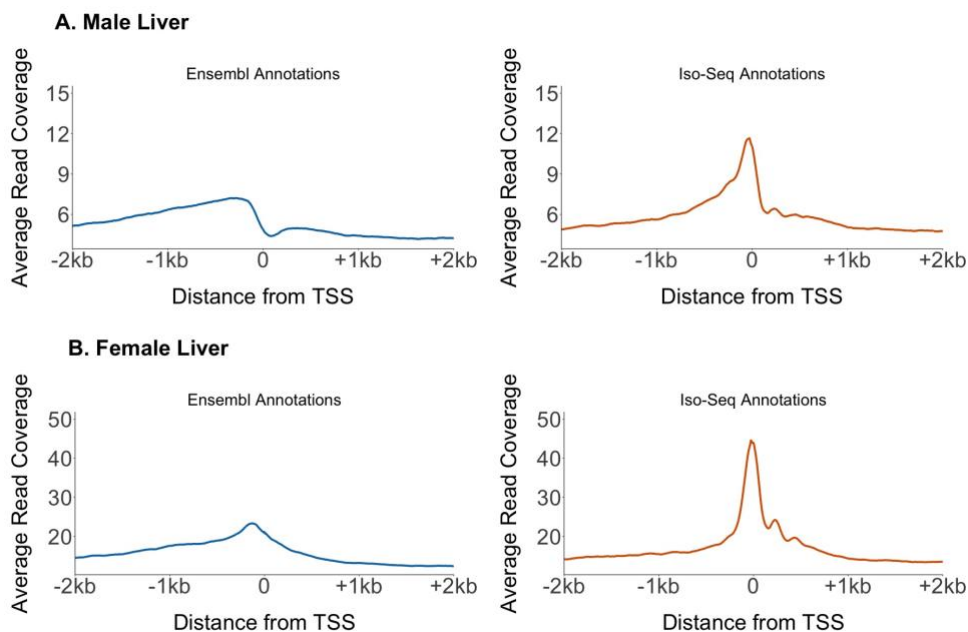 A. Male Liver
Ensembl Annotations
Average Read Coverage
15
12
9
6
-2kb -1kb 0 +1kb +2kb
Distance from TSS
Iso-Seq Annotations
Average Read Coverage
15
12
9
6
-2kb -1kb 0 +1kb +2kb
Distance from TSS
B. Female Liver
Ensembl Annotations
Average Read Coverage
50
40
30
20
-2kb -1kb 0 +1kb +2kb
Distance from TSS
Iso-Seq Annotations
Average Read Coverage
50
40
30
20
-2kb -1kb 0 +1kb +2kb
Distance from TSS